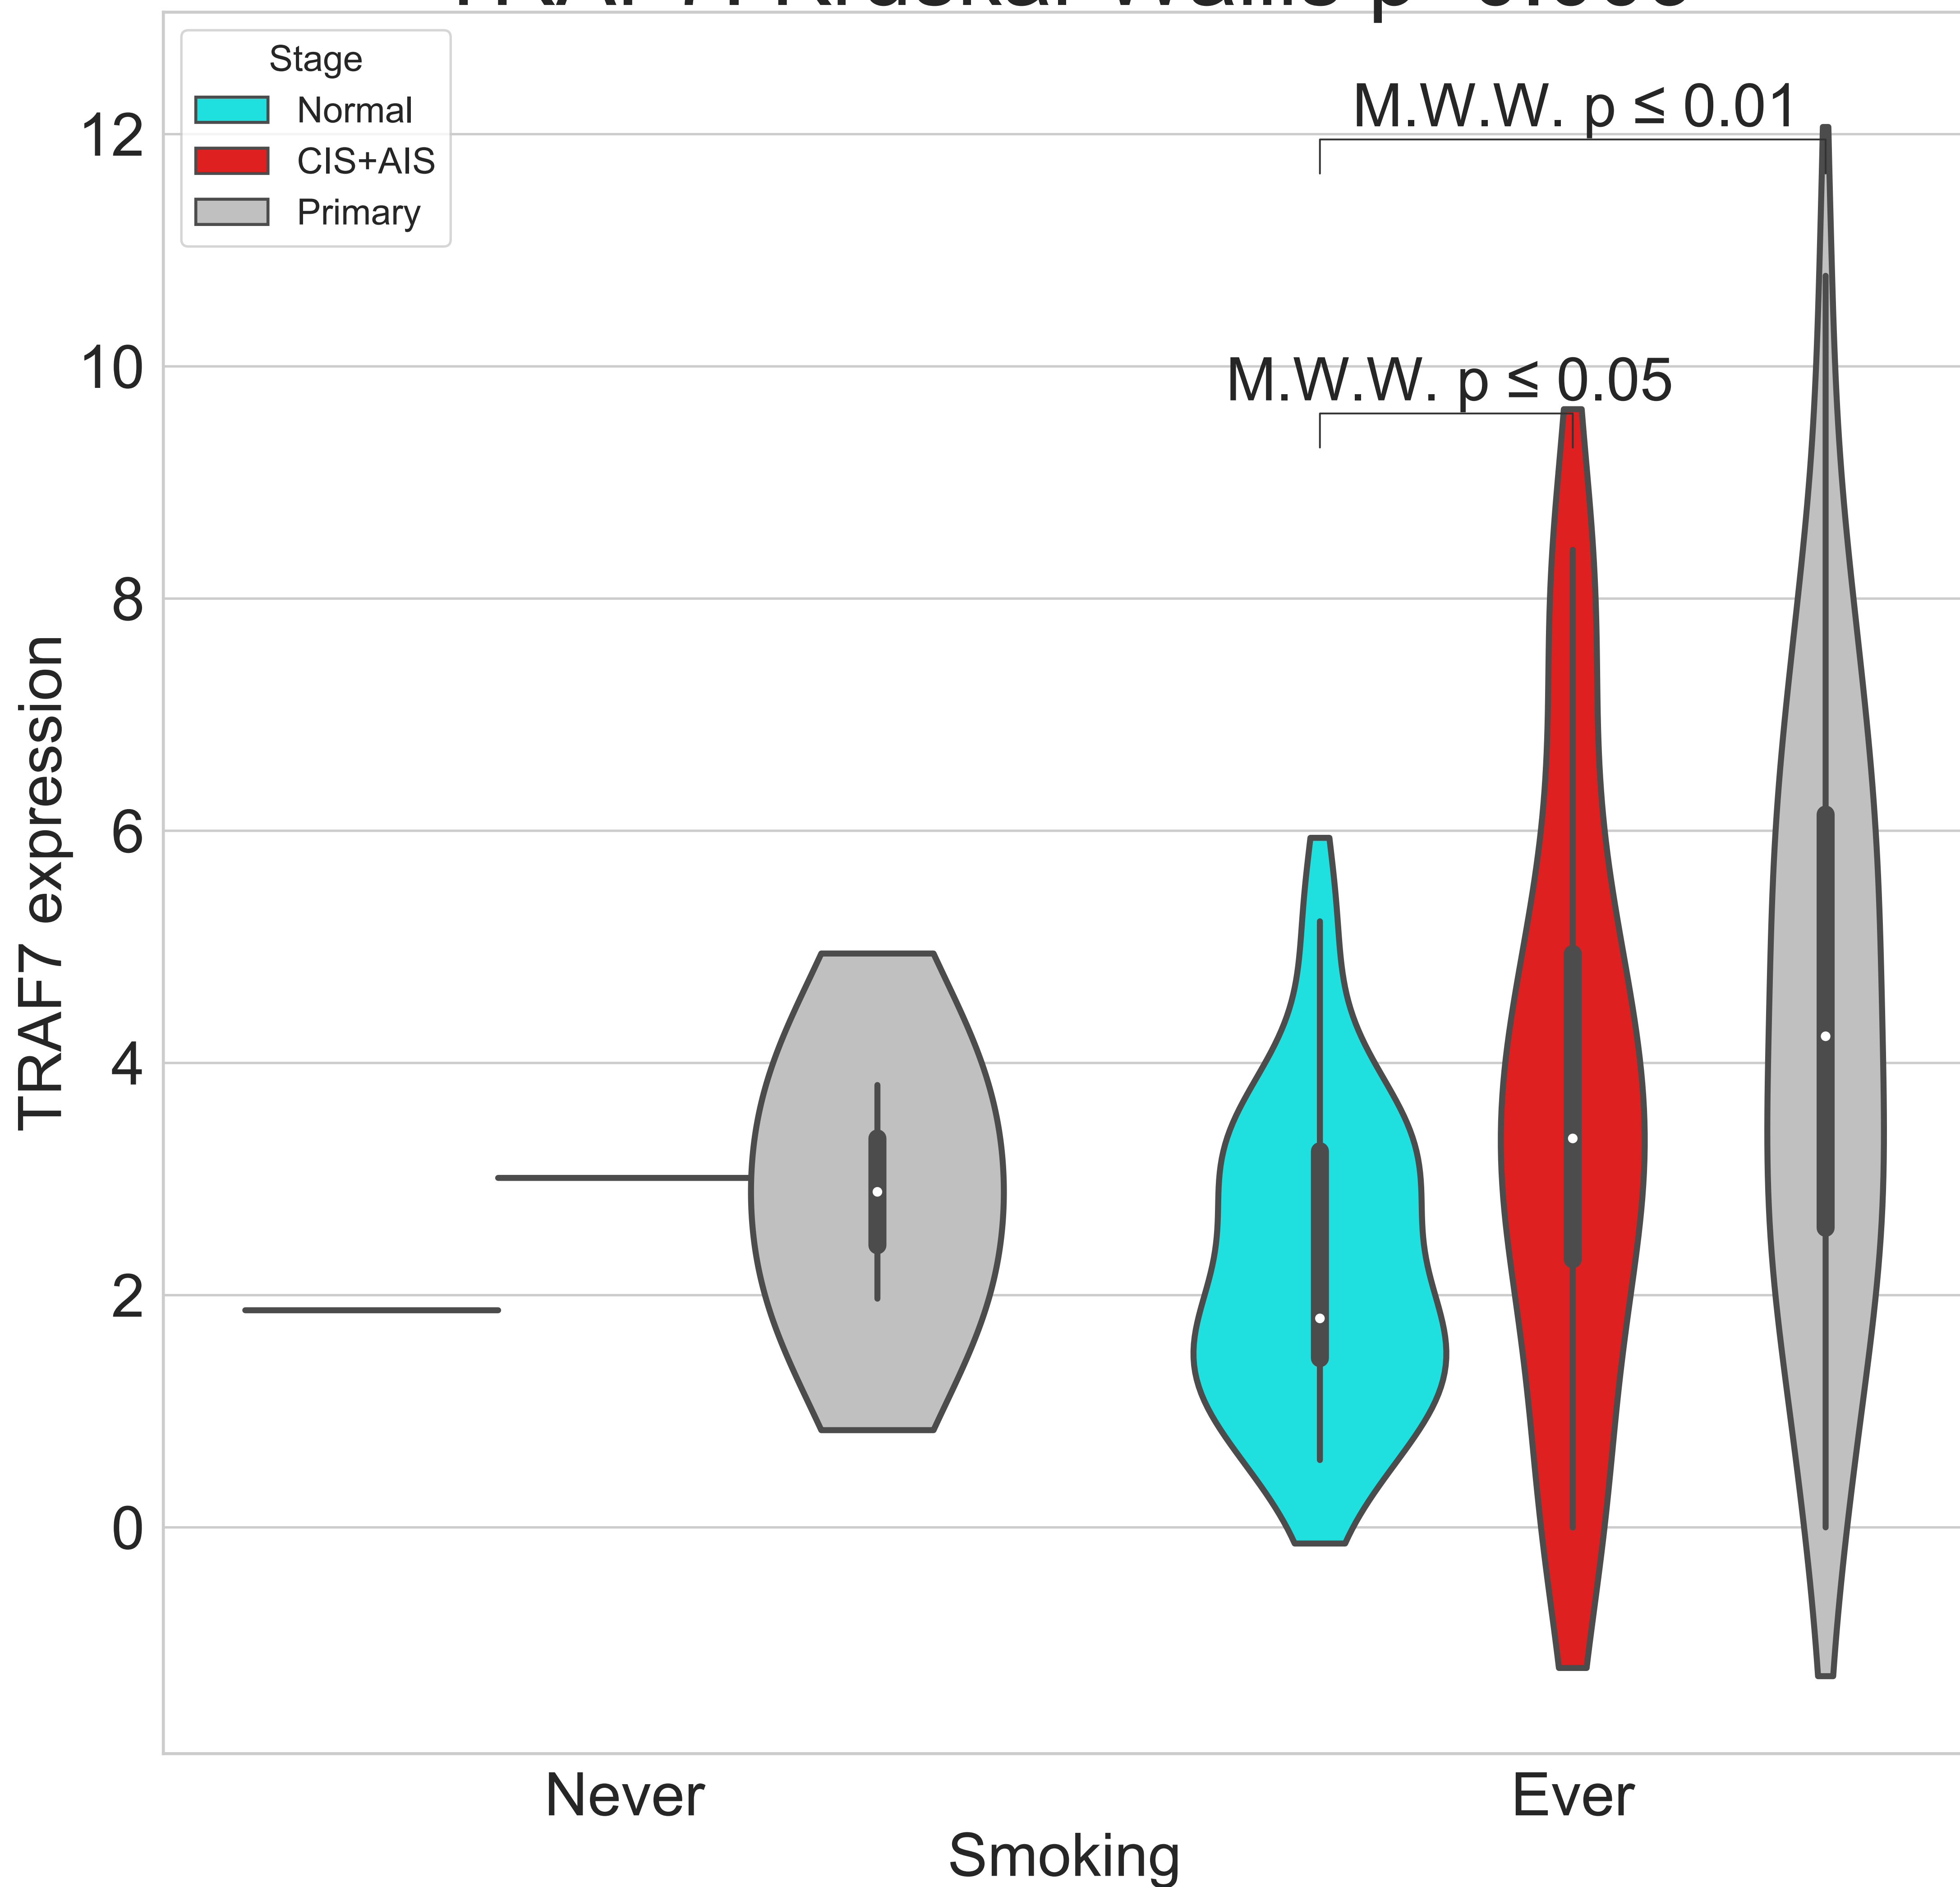 Stage
Normal
CIS+AIS
Primary
M.W.W. p ≤ 0.01
M.W.W. p ≤ 0.05
12
10
8
6
4
2
0
TRAF7 expression
Never
Ever
Smoking